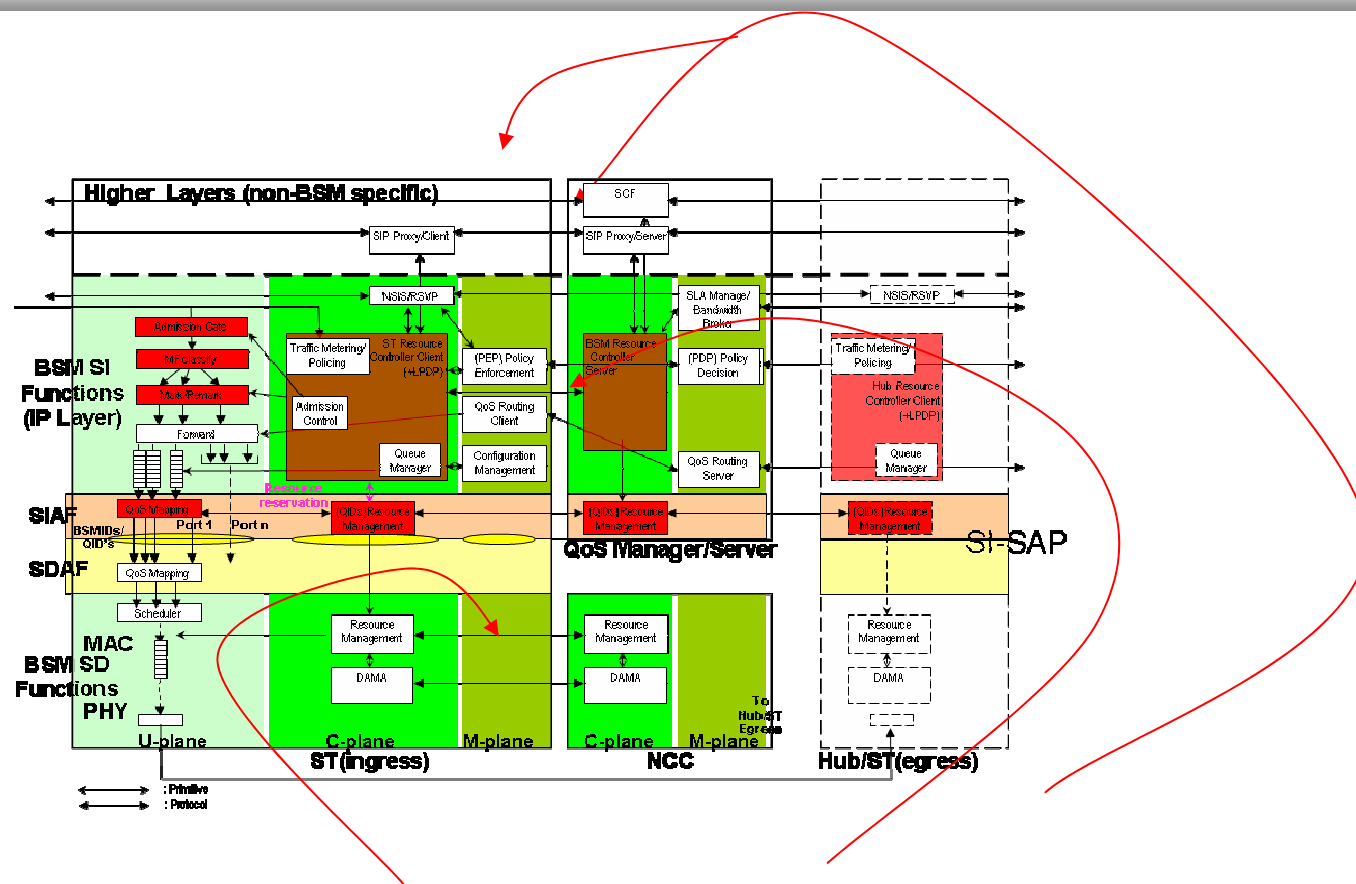 Higher Layers (non-BSM specific)
SCF
SIP Proxy/Client
SIP Proxy/Server
NSIS/RSVP
SLA Manage/
Bandwidth
Broker
NSIS/RSVP
Admission Gate
MF classify
Mark/Remark
Forward
Traffic Metering/
Policing
ST Resource
Controller Client
(+LPDP)
Admission
Control
Queue
Manager
(PEP) Policy
Enforcement
QoS Routing
Client
Configuration
Management
BSM Resource
Controller
Server
(PDP) Policy
Decision
QoS Routing
Server
Traffic Metering/
Policing
Hub Resource
Controller Client
(+LPDP)
Queue
Manager
BSM SI
Functions
(IP Layer)
Resource
reservation
SIAF
QoS Mapping
Port 1
Port n
BSMIDs/
QID's
(QIDs)Resource
Management
(QIDs)Resource
Management
(QIDs)Resource
Management
QoS Manager/Server
SI-SAP
SDAF
QoS Mapping
Scheduler
MAC
BSM SD
Functions
PHY
Resource
Management
DAMA
Resource
Management
DAMA
Resource
Management
DAMA
To
Hub/ST
Egress
U-plane
C-plane
M-plane
C-plane
M-plane
ST(ingress)
NCC
Hub/ST(egress)
: Primitive
: Protocol